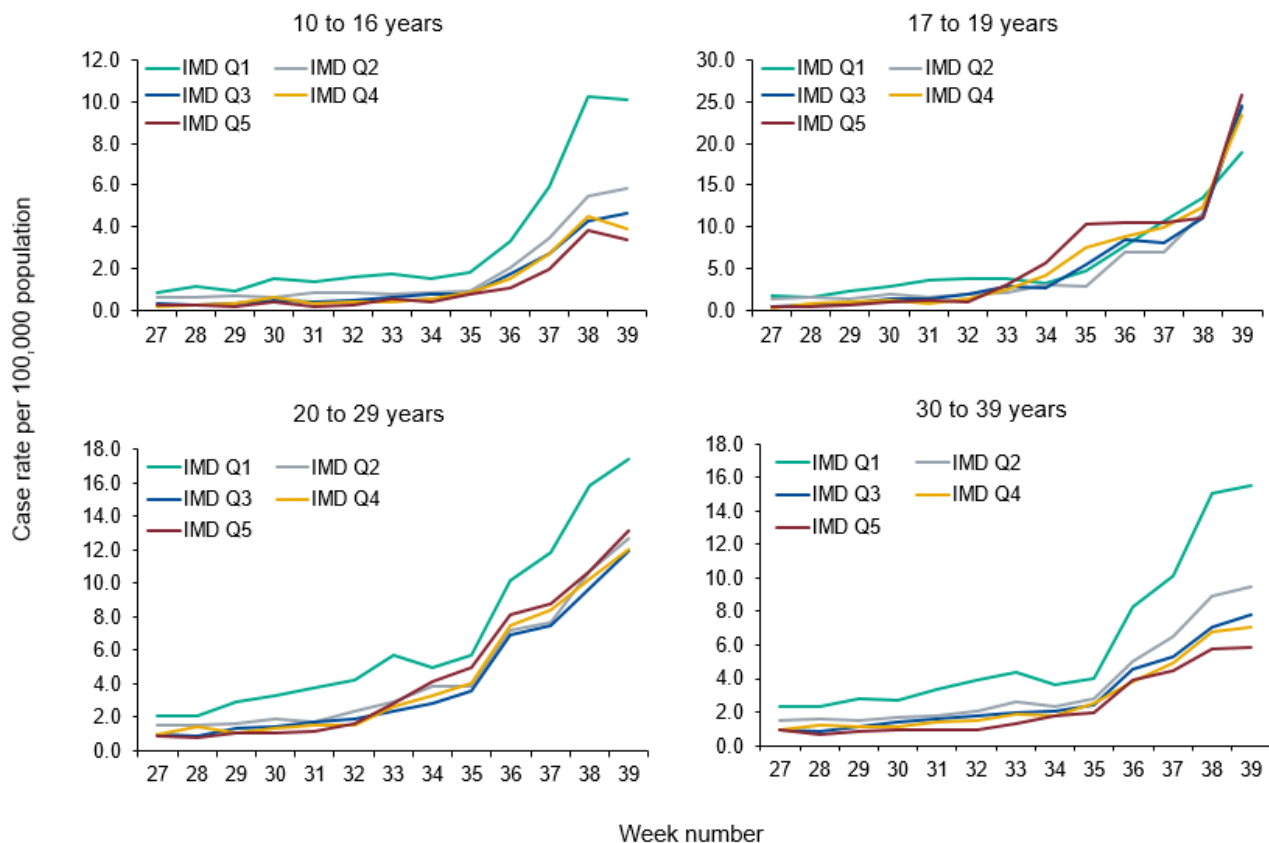 Case rate per 100,000 population
10 to 16 years
IMD Q1 IMD Q2
IMD Q3 IMD Q4
IMD Q5
12.0
10.0
8.0
6.0
4.0
2.0
0.0
27 28 29 30 31 32 33 34 35 36 37 38 39
17 to 19 years
IMD Q1 IMD Q2
IMD Q3 IMD Q4
IMD Q5
30.0
25.0
20.0
15.0
10.0
5.0
0.0
27 28 29 30 31 32 33 34 35 36 37 38 39
20 to 29 years
IMD Q1 IMD Q2
IMD Q3 IMD Q4
IMD Q5
18.0
16.0
14.0
12.0
10.0
8.0
6.0
4.0
2.0
0.0
27 28 29 30 31 32 33 34 35 36 37 38 39
30 to 39 years
IMD Q1 IMD Q2
IMD Q3 IMD Q4
IMD Q5
18.0
16.0
14.0
12.0
10.0
8.0
6.0
4.0
2.0
0.0
27 28 29 30 31 32 33 34 35 36 37 38 39
Week number